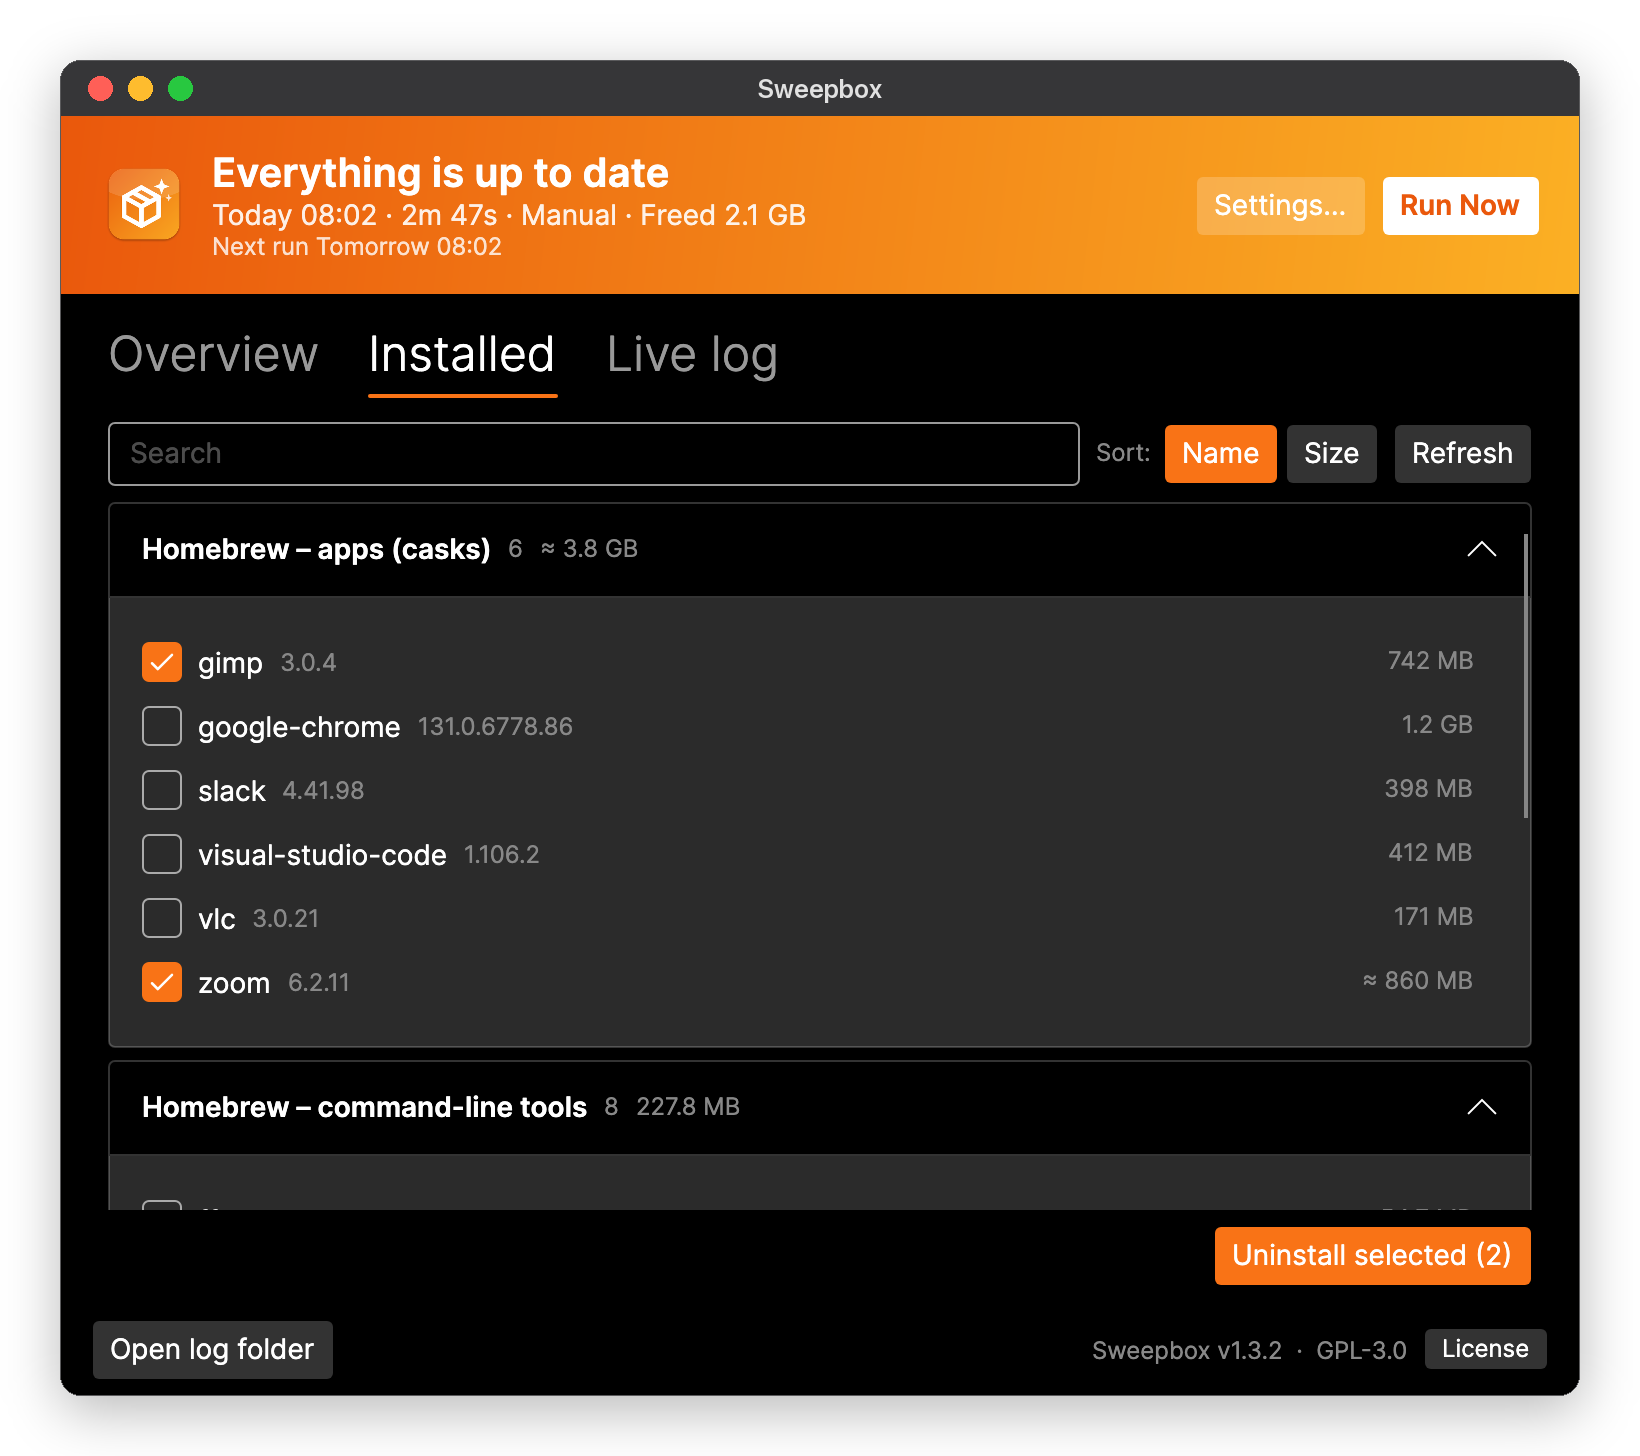 Sweepbox
Everything is up to date
Today 08:02 · 2m 47s · Manual · Freed 2.1 GB
Next run Tomorrow 08:02
Settings...
Run Now
Overview
Installed
Live log
Search
Sort:
Name
Size
Refresh
Homebrew – apps (casks) 6 ≈ 3.8 GB
gimp 3.0.4 742 MB
google-chrome 131.0.6778.86 1.2 GB
slack 4.41.98 398 MB
visual-studio-code 1.106.2 412 MB
vlc 3.0.21 171 MB
zoom 6.2.11 ≈ 860 MB
Homebrew – command-line tools 8 227.8 MB
Uninstall selected (2)
Open log folder
Sweepbox v1.3.2 · GPL-3.0
License